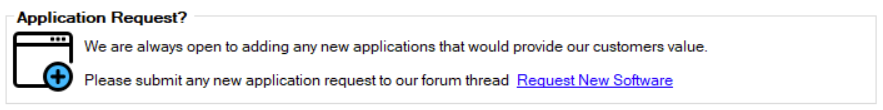 Application Request?
We are always open to adding any new applications that would provide our customers value.
Please submit any new application request to our forum thread Request New Software